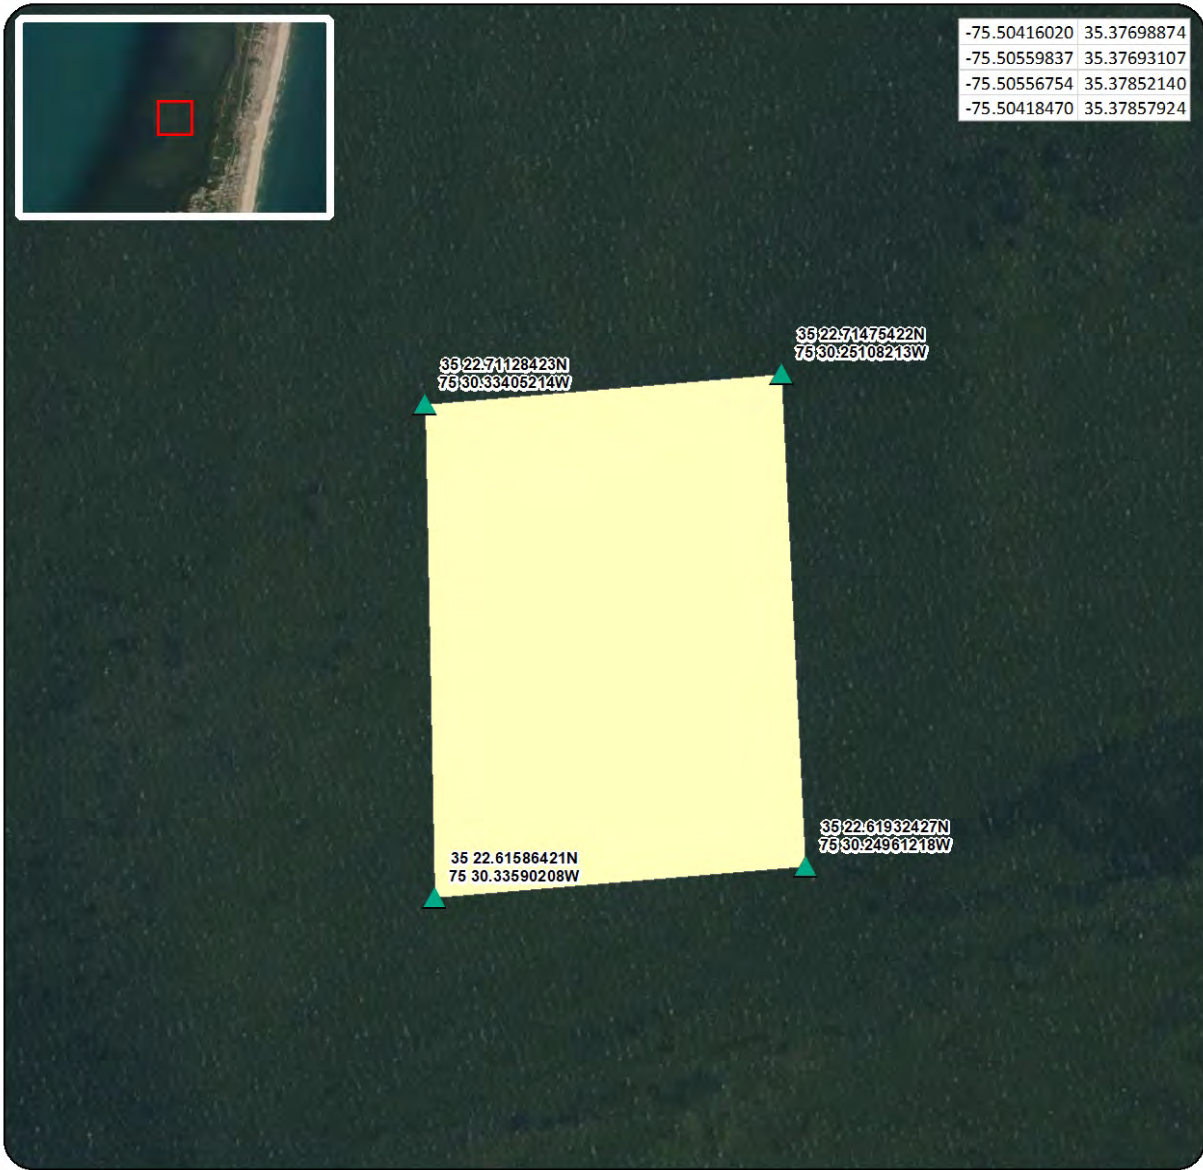 -75.50416020 35.37698874
-75.50559837 35.37693107
-75.50556754 35.37852140
-75.50418470 35.37857924
35 22.71475422N
75 30.25108213W
35 22.71128423N
75 30.33405214W
35 22.61932427N
75 30.24961218W
35 22.61586421N
75 30.33590208W